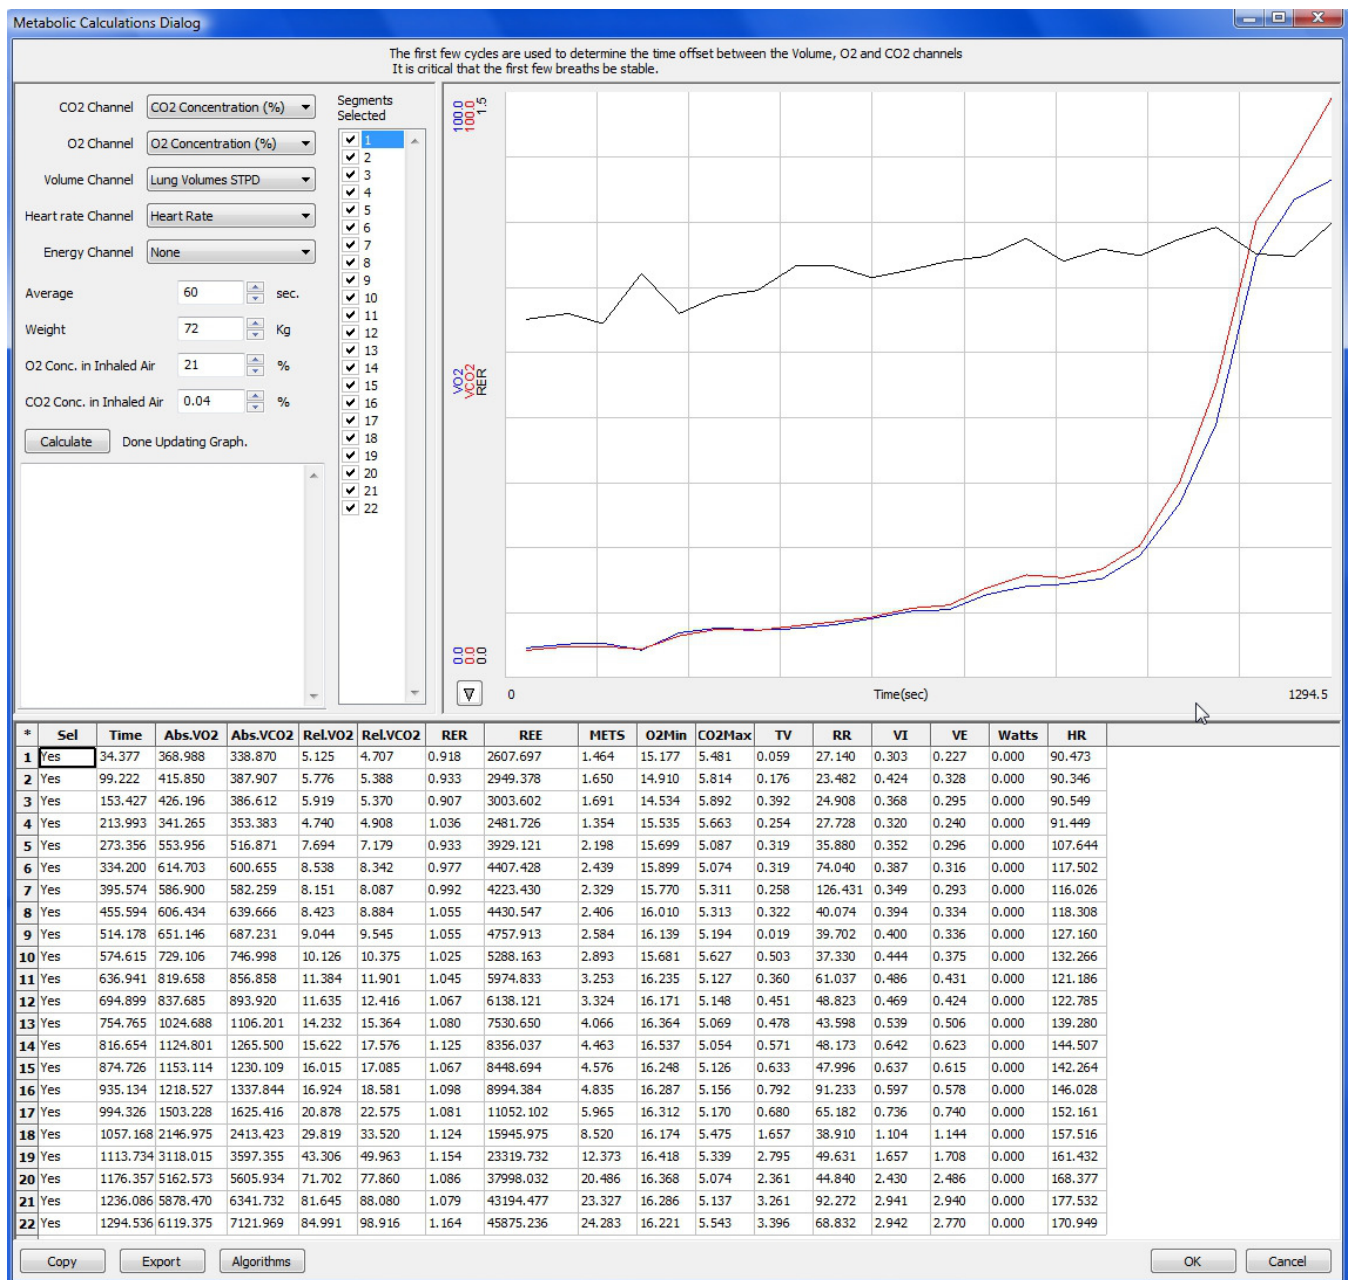 Metabolic Calculations Dialog
The first few cycles are used to determine the time offset between the Volume, O2 and CO2 channels
It is critical that the first few breaths be stable.
CO2 Channel CO2 Concentration (%)
O2 Channel O2 Concentration (%)
Volume Channel Lung Volumes STPD
Heart rate Channel Heart Rate
Energy Channel None
Average 60 sec.
Weight 72 Kg
O2 Conc. in Inhaled Air 21 %
CO2 Conc. in Inhaled Air 0.04 %
Calculate Done Updating Graph.
Segments
Selected
1
2
3
4
5
6
7
8
9
10
11
12
13
14
15
16
17
18
19
20
21
22
100.0
100.0
1.5
VO2
VCO2
RER
0.0
0.0
0.0
0 Time(sec) 1294.5
* Sel Time Abs.VO2 Abs.VCO2 Rel.VO2 Rel.VCO2 RER REE METS O2Min CO2Max TV RR VI VE Watts HR
1 Yes 34.377 368.988 338.870 5.125 4.707 0.918 2607.697 1.464 15.177 5.481 0.059 27.140 0.303 0.227 0.000 90.473
2 Yes 99.222 415.850 387.907 5.776 5.388 0.933 2949.378 1.650 14.910 5.814 0.176 23.482 0.424 0.328 0.000 90.346
3 Yes 153.427 426.196 386.612 5.919 5.370 0.907 3003.602 1.691 14.534 5.892 0.392 24.908 0.368 0.295 0.000 90.549
4 Yes 213.993 341.265 353.383 4.740 4.908 1.036 2481.726 1.354 15.535 5.663 0.254 27.728 0.320 0.240 0.000 91.449
5 Yes 273.356 553.956 516.871 7.694 7.179 0.933 3929.121 2.198 15.699 5.087 0.319 35.880 0.352 0.296 0.000 107.644
6 Yes 334.200 614.703 600.655 8.538 8.342 0.977 4407.428 2.439 15.899 5.074 0.319 74.040 0.387 0.316 0.000 117.502
7 Yes 395.574 586.900 582.259 8.151 8.087 0.992 4223.430 2.329 15.770 5.311 0.258 126.431 0.349 0.293 0.000 116.026
8 Yes 455.594 606.434 639.666 8.423 8.884 1.055 4430.547 2.406 16.010 5.313 0.322 40.074 0.394 0.334 0.000 118.308
9 Yes 514.178 651.146 687.231 9.044 9.545 1.055 4757.913 2.584 16.139 5.194 0.019 39.702 0.400 0.336 0.000 127.160
10 Yes 574.615 729.106 746.998 10.126 10.375 1.025 5288.163 2.893 15.681 5.627 0.503 37.330 0.444 0.375 0.000 132.266
11 Yes 636.941 819.658 856.858 11.384 11.901 1.045 5974.833 3.253 16.235 5.127 0.360 61.037 0.486 0.431 0.000 121.186
12 Yes 694.899 837.685 893.920 11.635 12.416 1.067 6138.121 3.324 16.171 5.148 0.451 48.823 0.469 0.424 0.000 122.785
13 Yes 754.765 1024.688 1106.201 14.232 15.364 1.080 7530.650 4.066 16.364 5.069 0.478 43.598 0.539 0.506 0.000 139.280
14 Yes 816.654 1124.801 1265.500 15.622 17.576 1.125 8356.037 4.463 16.537 5.054 0.571 48.173 0.642 0.623 0.000 144.507
15 Yes 874.726 1153.114 1230.109 16.015 17.085 1.067 8448.694 4.576 16.248 5.126 0.633 47.996 0.637 0.615 0.000 142.264
16 Yes 935.134 1218.527 1337.844 16.924 18.581 1.098 8994.384 4.835 16.287 5.156 0.792 91.233 0.597 0.578 0.000 146.028
17 Yes 994.326 1503.228 1625.416 20.878 22.575 1.081 11052.102 5.965 16.312 5.170 0.680 65.182 0.736 0.740 0.000 152.161
18 Yes 1057.168 2146.975 2413.423 29.819 33.520 1.124 15945.975 8.520 16.174 5.475 1.657 38.910 1.104 1.144 0.000 157.516
19 Yes 1113.734 3118.015 3597.355 43.306 49.963 1.154 23319.732 12.373 16.418 5.339 2.795 49.631 1.657 1.708 0.000 161.432
20 Yes 1176.357 5162.573 5605.934 71.702 77.860 1.086 37998.032 20.486 16.368 5.074 2.361 44.840 2.430 2.486 0.000 168.377
21 Yes 1236.086 5878.470 6341.732 81.645 88.080 1.079 43194.477 23.327 16.286 5.137 3.261 92.272 2.941 2.940 0.000 177.532
22 Yes 1294.536 6119.375 7121.969 84.991 98.916 1.164 45875.236 24.283 16.221 5.543 3.396 68.832 2.942 2.770 0.000 170.949
Copy Export Algorithms OK Cancel